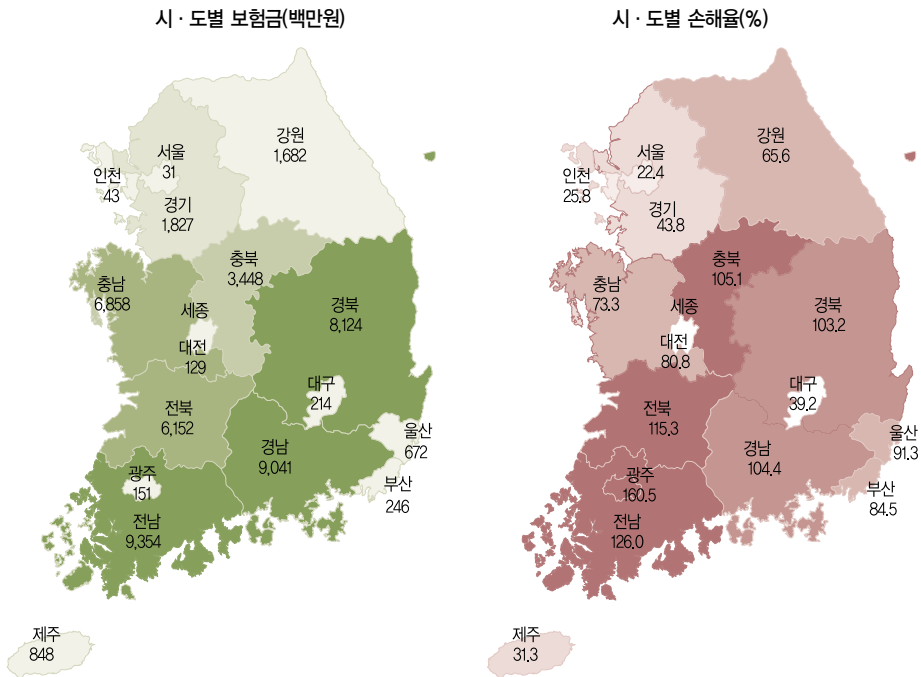 시 · 도별 보험금(백만원)
강원
1,682
서울
31
인천
43
경기
1,827
충북
3,448
충남
6,858
세종
경북
8,124
대전
129
대구
214
전북
6,152
울산
672
경남
9,041
광주
151
부산
246
전남
9,354
제주
848
시 · 도별 손해율(%)
강원
65.6
서울
22.4
인천
25.8
경기
43.8
충북
105.1
충남
73.3
세종
경북
103.2
대전
80.8
대구
39.2
전북
115.3
울산
91.3
경남
104.4
광주
160.5
부산
84.5
전남
126.0
제주
31.3